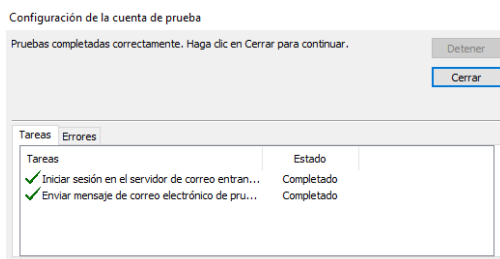 Configuración de la cuenta de prueba
Pruebas completadas correctamente. Haga clic en Cerrar para continuar.
Detener
Cerrar
Tareas Errores
Tareas Estado
Iniciar sesión en el servidor de correo entran... Completado
Enviar mensaje de correo electrónico de pru... Completado